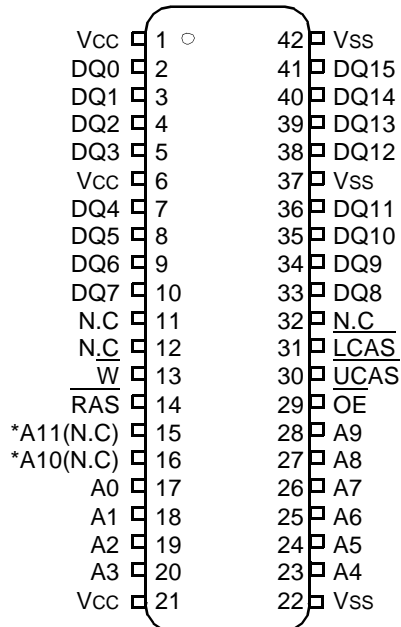 Vcc 1 42 Vss
DQ0 2 41 DQ15
DQ1 3 40 DQ14
DQ2 4 39 DQ13
DQ3 5 38 DQ12
Vcc 6 37 Vss
DQ4 7 36 DQ11
DQ5 8 35 DQ10
DQ6 9 34 DQ9
DQ7 10 33 DQ8
N.C 11 32 N.C
N.C 12 31 LCAS
W 13 30 UCAS
RAS 14 29 OE
*A11(N.C) 15 28 A9
*A10(N.C) 16 27 A8
A0 17 26 A7
A1 18 25 A6
A2 19 24 A5
A3 20 23 A4
Vcc 21 22 Vss